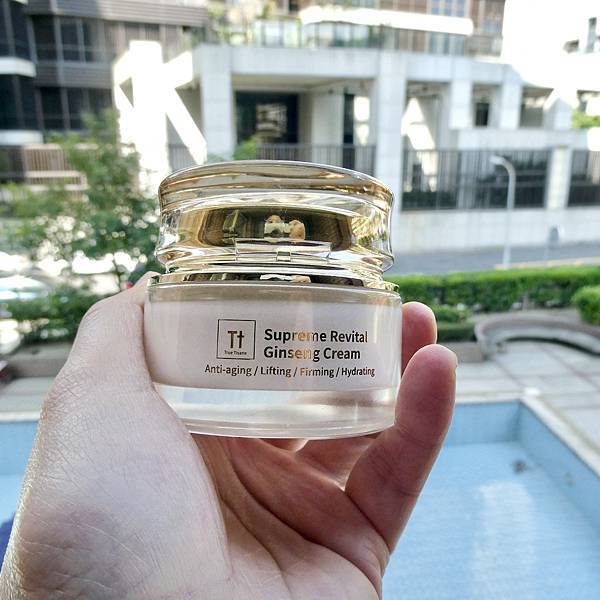 Tt
True Tisane
Supreme Revital
Ginseng Cream
Anti-aging / Lifting / Firming / Hydrating